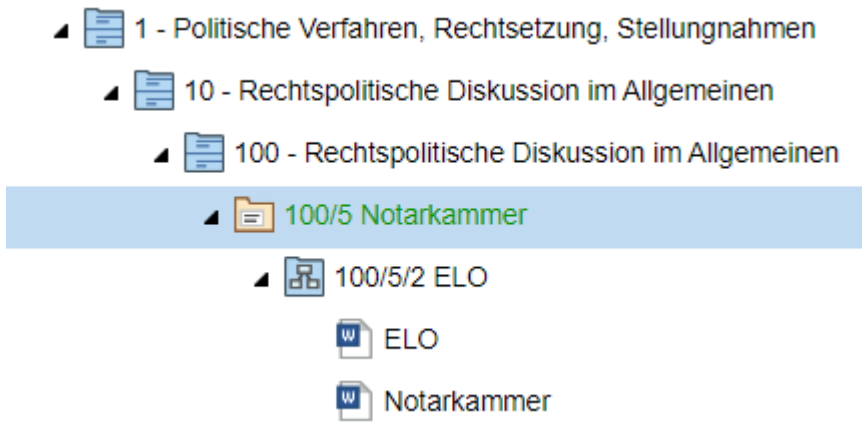 1 - Politische Verfahren, Rechtsetzung, Stellungnahmen
10 - Rechtspolitische Diskussion im Allgemeinen
100 - Rechtspolitische Diskussion im Allgemeinen
100/5 Notarkammer
100/5/2 ELO
W ELO
W Notarkammer